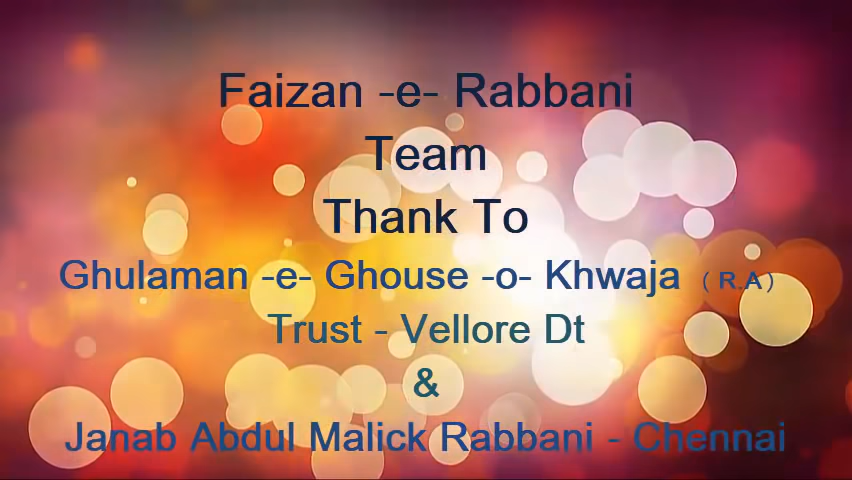 Faizan -e- Rabbani
Team
Thank To
Ghulaman -e- Ghouse -o- Khwaja ( R.A )
Trust - Vellore Dt
&
Janab Abdul Malick Rabbani - Chennai